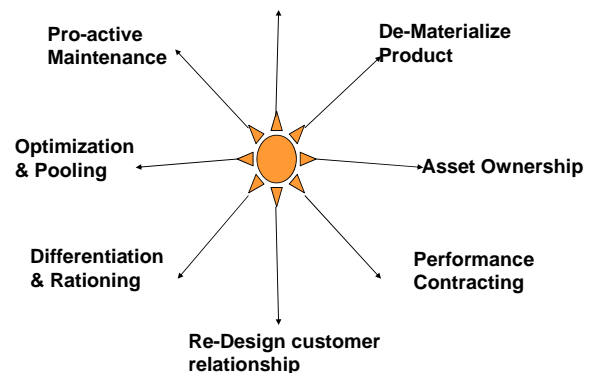 Pro-active
Maintenance
De-Materialize
Product
Optimization
& Pooling
Asset Ownership
Differentiation
& Rationing
Performance
Contracting
Re-Design customer
relationship